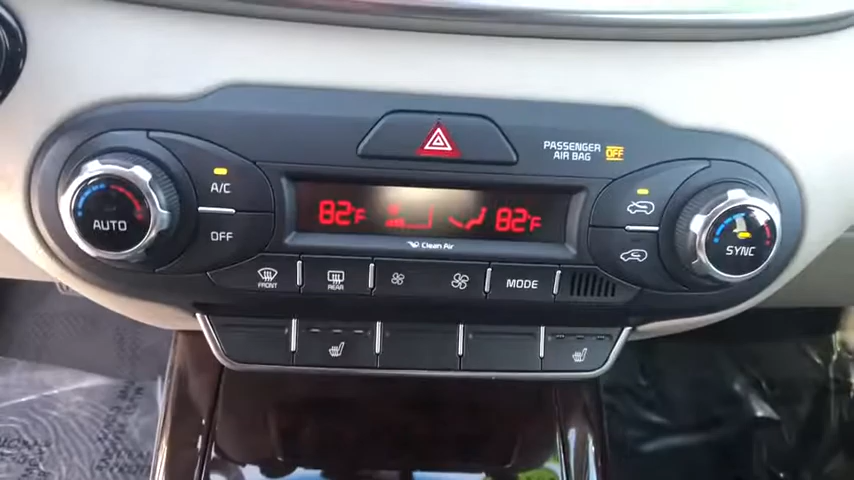 PASSENGER
AIR BAG OFF
A/C
OFF
AUTO
82°F
82°F
Clean Air
SYNC
FRONT
REAR
MODE